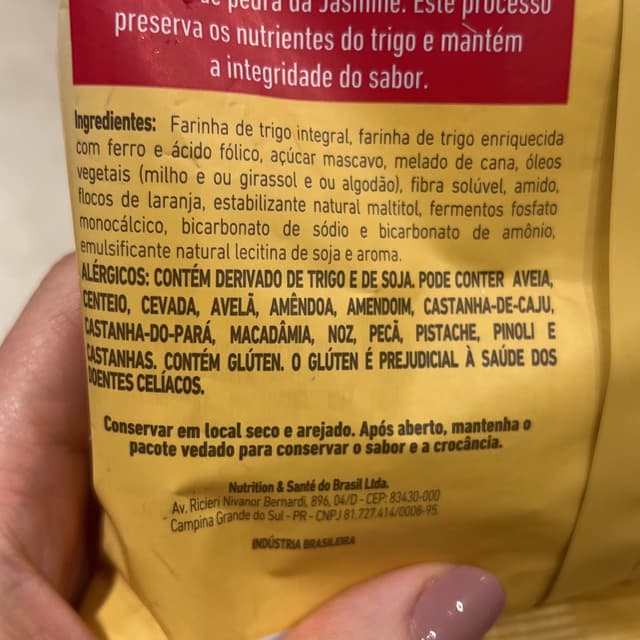 de pedra da Jasmine. Este processo
preserva os nutrientes do trigo e mantém
a integridade do sabor.
Ingredientes: Farinha de trigo integral, farinha de trigo enriquecida
com ferro e ácido fólico, açúcar mascavo, melado de cana, óleos
vegetais (milho e ou girassol e ou algodão), fibra solúvel, amido,
flocos de laranja, estabilizante natural maltitol, fermentos fosfato
monocálcico, bicarbonato de sódio e bicarbonato de amônio,
emulsificante natural lecitina de soja e aroma.
ALÉRGICOS: CONTÉM DERIVADO DE TRIGO E DE SOJA. PODE CONTER AVEIA,
CENTEIO, CEVADA, AVELÃ, AMÊNDOA, AMENDOIM, CASTANHA-DE-CAJU,
CASTANHA-DO-PARÁ, MACADÂMIA, NOZ, PECÃ, PISTACHE, PINOLI E
CASTANHAS. CONTÉM GLÚTEN. O GLÚTEN É PREJUDICIAL À SAÚDE DOS
DOENTES CELÍACOS.
Conservar em local seco e arejado. Após aberto, mantenha o
pacote vedado para conservar o sabor e a crocância.
Nutrition & Santé do Brasil Ltda.
Av. Ricieri Nivanor Bernardi, 896, 04/D - CEP: 83430-000
Campina Grande do Sul - PR - CNPJ 81.727.414/0008-95.
INDÚSTRIA BRASILEIRA